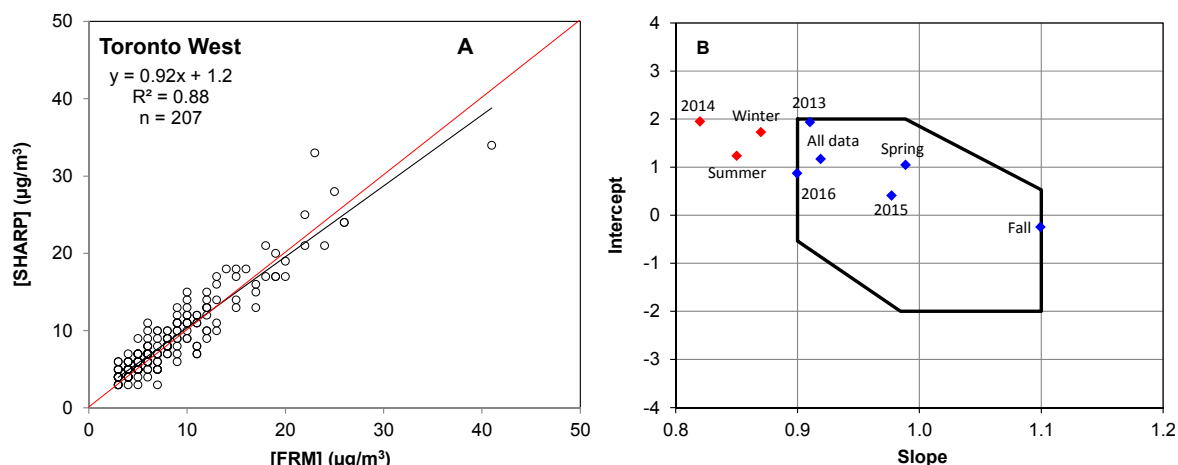 Toronto West
A
y = 0.92x + 1.2
R² = 0.88
n = 207
50
40
30
20
10
0
[SHARP] (µg/m³)
0 10 20 30 40 50
[FRM] (µg/m³)
B
4
3
2
1
0
-1
-2
-3
-4
Intercept
2014
Winter
Summer
2013
All data
Spring
2016
2015
Fall
0.8 0.9 1.0 1.1 1.2
Slope